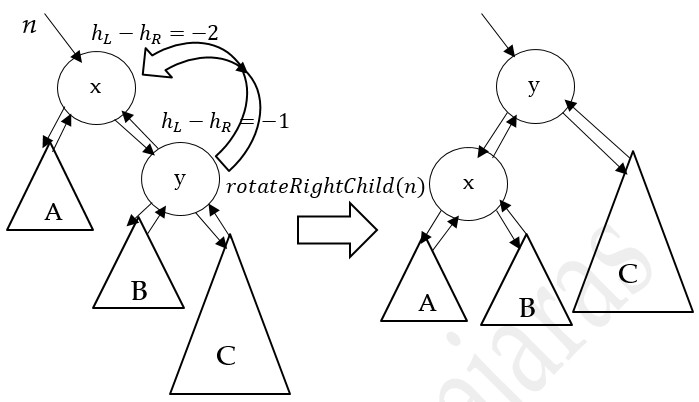 n
h_L − h_R = −2
x
y
h_L − h_R = −1
y
rotateRightChild(n)
x
A
B
C
A
B
C